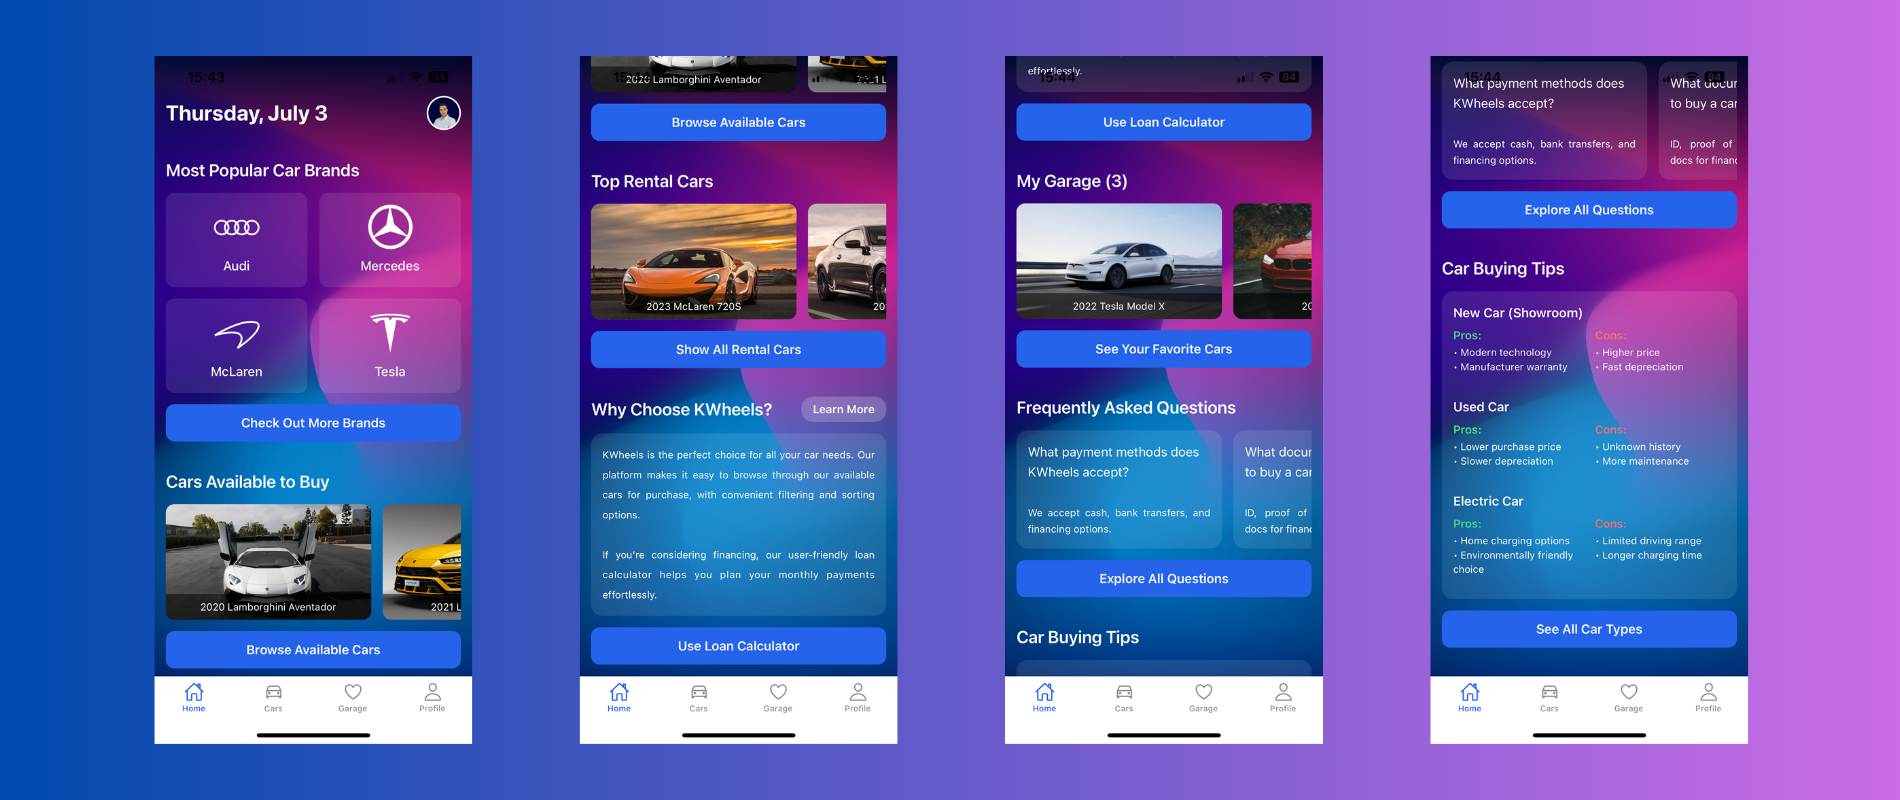 15:43
94
Thursday, July 3
Most Popular Car Brands
Audi
Mercedes
McLaren
Tesla
Check Out More Brands
Cars Available to Buy
2020 Lamborghini Aventador
2021 L
Browse Available Cars
Home
Cars
Garage
Profile
2020 Lamborghini Aventador
Browse Available Cars
Top Rental Cars
2023 McLaren 720S
20
Show All Rental Cars
Why Choose KWheels?
Learn More
KWheels is the perfect choice for all your car needs. Our
platform makes it easy to browse through our available
cars for purchase, with convenient filtering and sorting
options.
If you're considering financing, our user-friendly loan
calculator helps you plan your monthly payments
effortlessly.
Use Loan Calculator
Home
Cars
Garage
Profile
effortlessly.
15:44
94
Use Loan Calculator
My Garage (3)
2022 Tesla Model X
20
See Your Favorite Cars
Frequently Asked Questions
What payment methods does
KWheels accept?
We accept cash, bank transfers, and
financing options.
What docur
to buy a car
ID, proof of
docs for financ
Explore All Questions
Car Buying Tips
Home
Cars
Garage
Profile
15:44
94
What payment methods does
KWheels accept?
We accept cash, bank transfers, and
financing options.
What docur
to buy a car
ID, proof of
docs for financ
Explore All Questions
Car Buying Tips
New Car (Showroom)
Pros:
• Modern technology
• Manufacturer warranty
Cons:
• Higher price
• Fast depreciation
Used Car
Pros:
• Lower purchase price
• Slower depreciation
Cons:
• Unknown history
• More maintenance
Electric Car
Pros:
• Home charging options
• Environmentally friendly
choice
Cons:
• Limited driving range
• Longer charging time
See All Car Types
Home
Cars
Garage
Profile